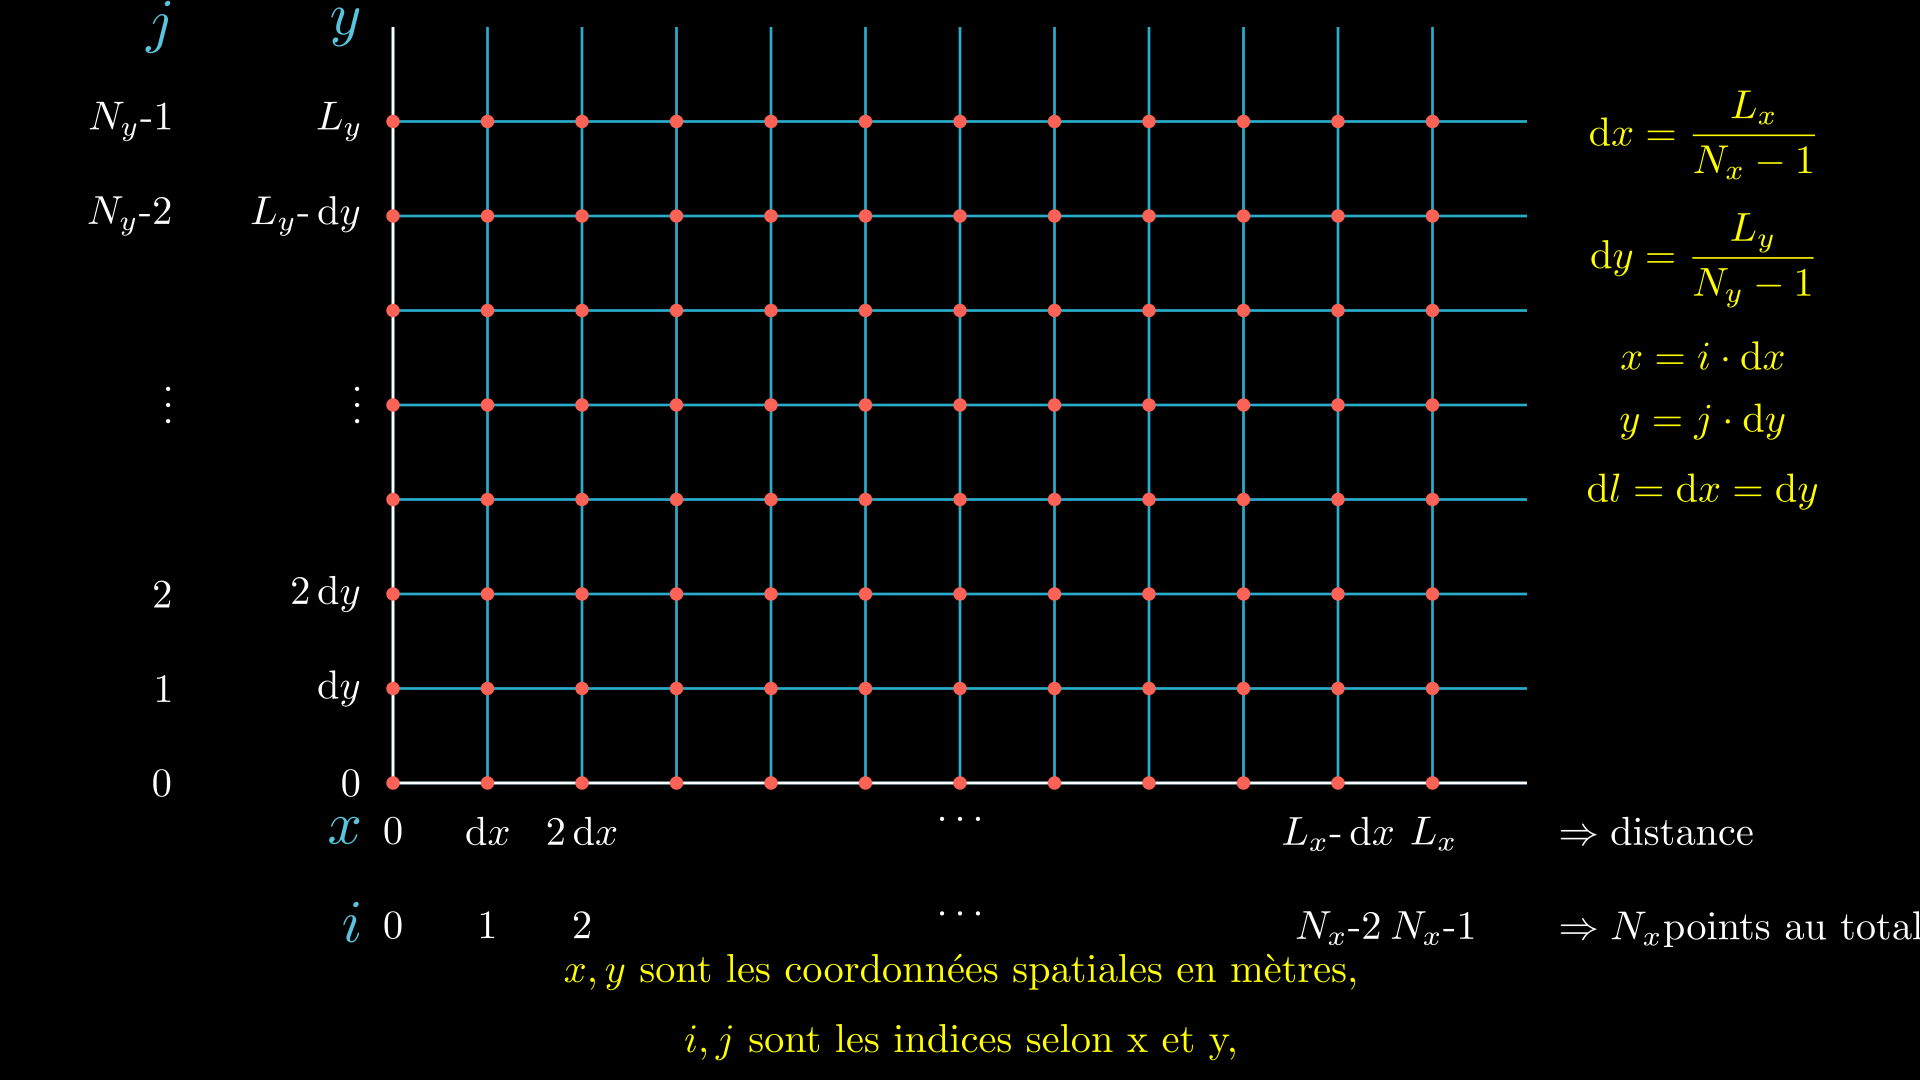 j y
N_y-1 L_y
N_y-2 L_y- dy
⋮ ⋮
2 2 dy
1 dy
0 0
x 0 dx 2 dx ⋯ L_x- dx L_x ⇒ distance
i 0 1 2 ⋯ N_x-2 N_x-1 ⇒ N_x points au total
dx = L_x / (N_x − 1)
dy = L_y / (N_y − 1)
x = i · dx
y = j · dy
dl = dx = dy
x, y sont les coordonnées spatiales en mètres,
i, j sont les indices selon x et y,